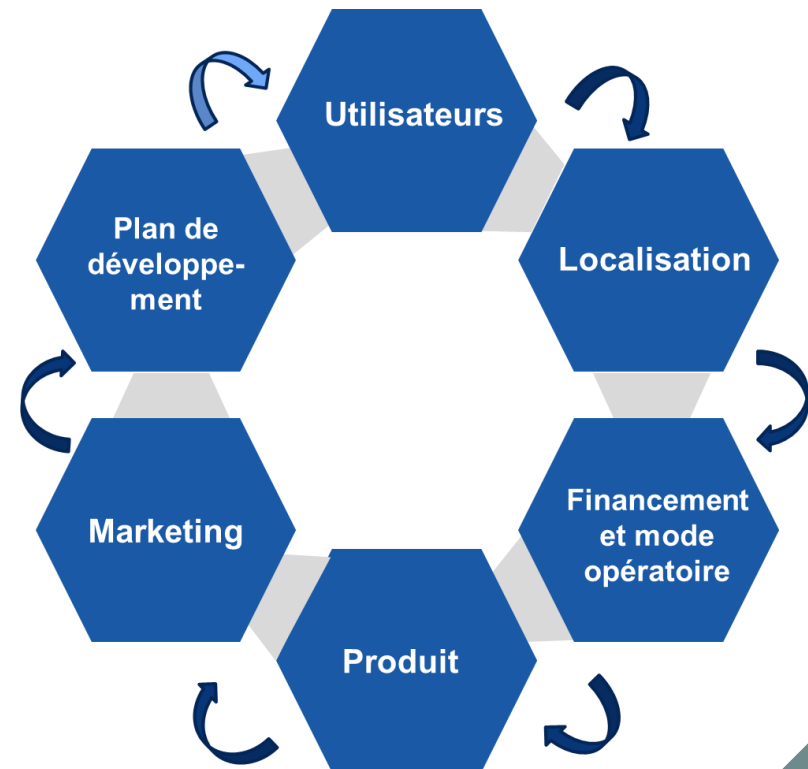 Utilisateurs
Localisation
Financement
et mode
opératoire
Produit
Marketing
Plan de
développe-
ment